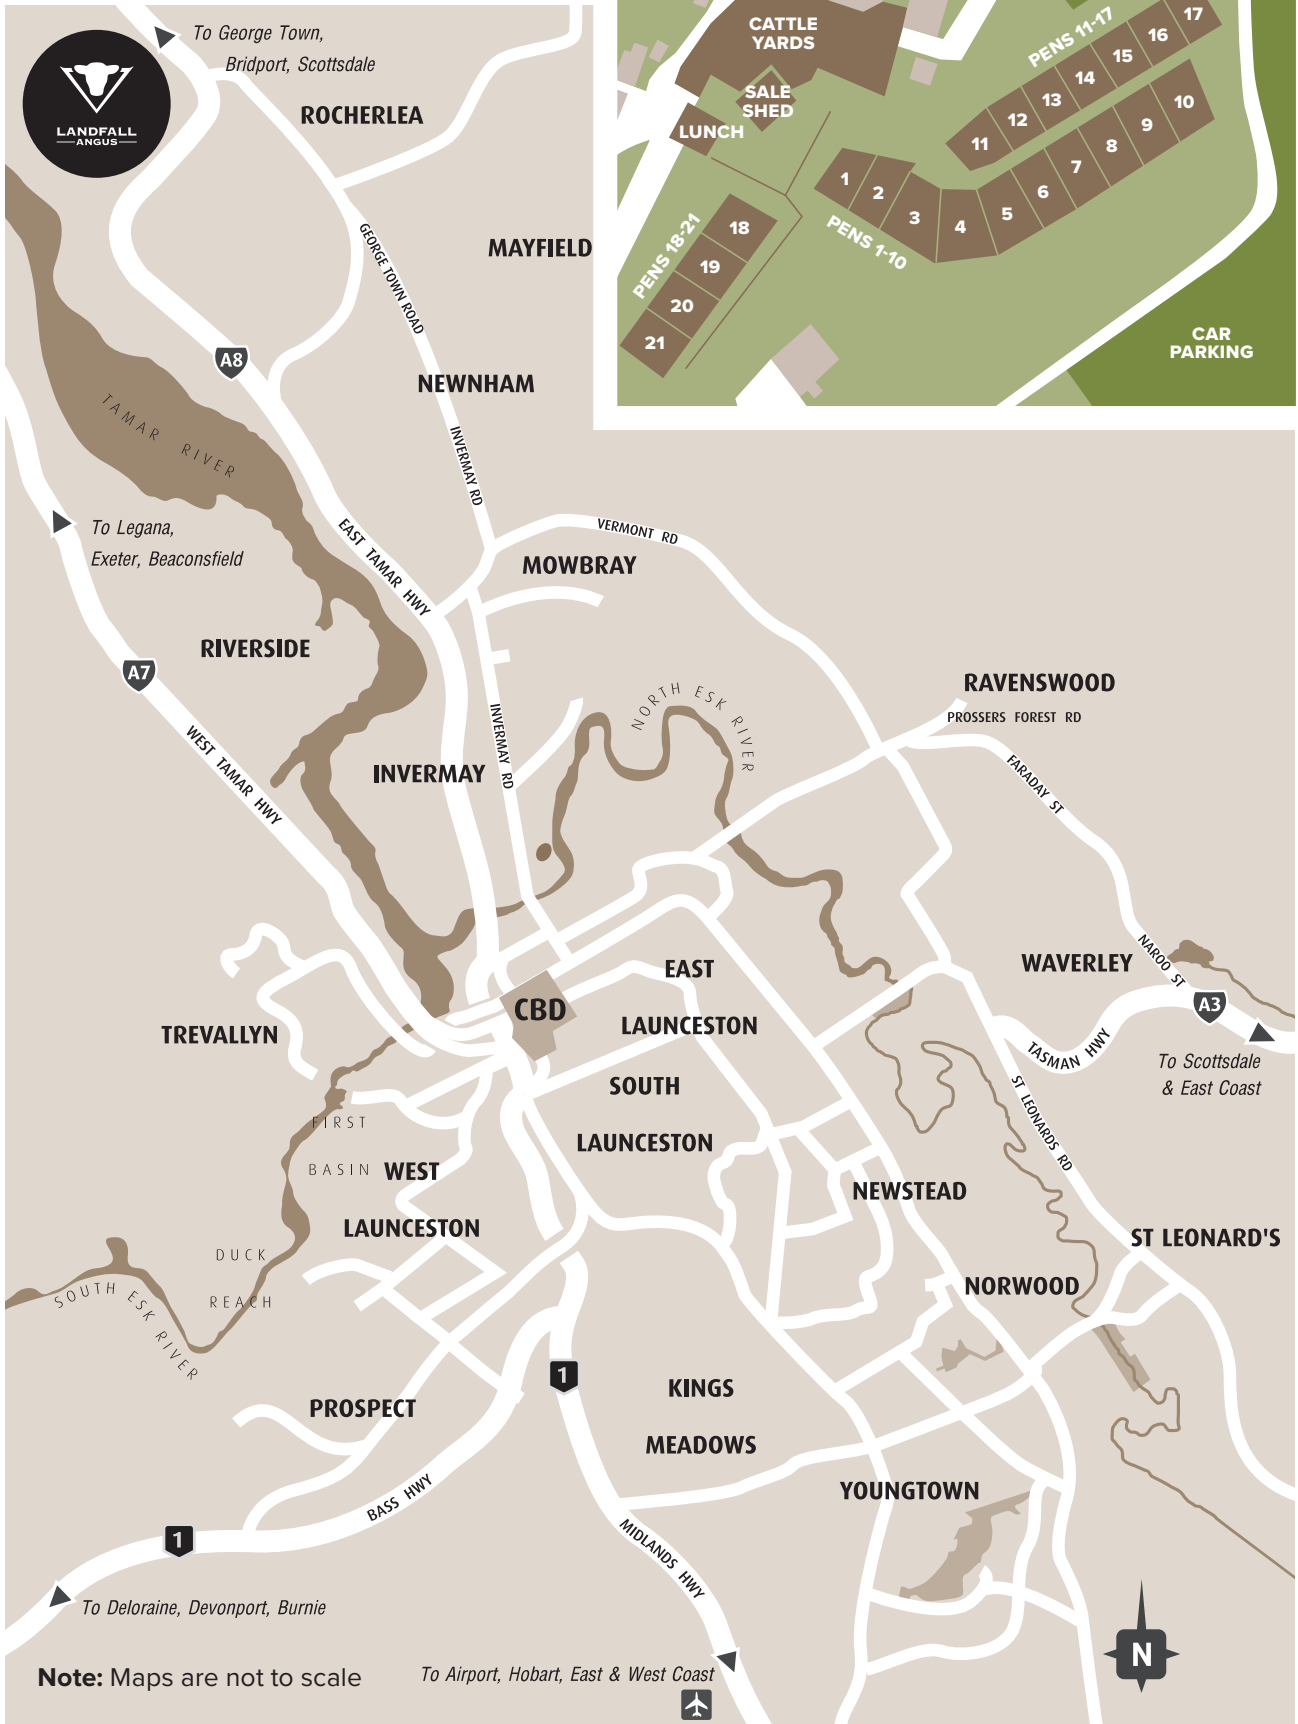 LANDFALL
ANGUS
To George Town,
Bridport, Scottsdale
ROCHERLEA
MAYFIELD
GEORGE TOWN ROAD
A8
NEWNHAM
TAMAR RIVER
INVERMAY RD
To Legana,
Exeter, Beaconsfield
EAST TAMAR HWY
VERMONT RD
MOWBRAY
RIVERSIDE
A7
WEST TAMAR HWY
INVERMAY
INVERMAY RD
NORTH ESK RIVER
RAVENSWOOD
PROSSERS FOREST RD
FARADAY ST
WAVERLEY
NAROO ST
A3
TASMAN HWY
To Scottsdale
& East Coast
EAST
LAUNCESTON
CBD
TREVALLYN
SOUTH
LAUNCESTON
ST LEONARDS RD
FIRST
BASIN
WEST
LAUNCESTON
NEWSTEAD
ST LEONARD'S
DUCK
REACH
SOUTH ESK RIVER
NORWOOD
1
KINGS
MEADOWS
PROSPECT
BASS HWY
YOUNGTOWN
1
MIDLANDS HWY
To Deloraine, Devonport, Burnie
Note: Maps are not to scale
To Airport, Hobart, East & West Coast
N
CATTLE
YARDS
SALE
SHED
LUNCH
PENS 11-17
11
12
13
14
15
16
17
PENS 1-10
1
2
3
4
5
6
7
8
9
10
PENS 18-21
18
19
20
21
CAR
PARKING